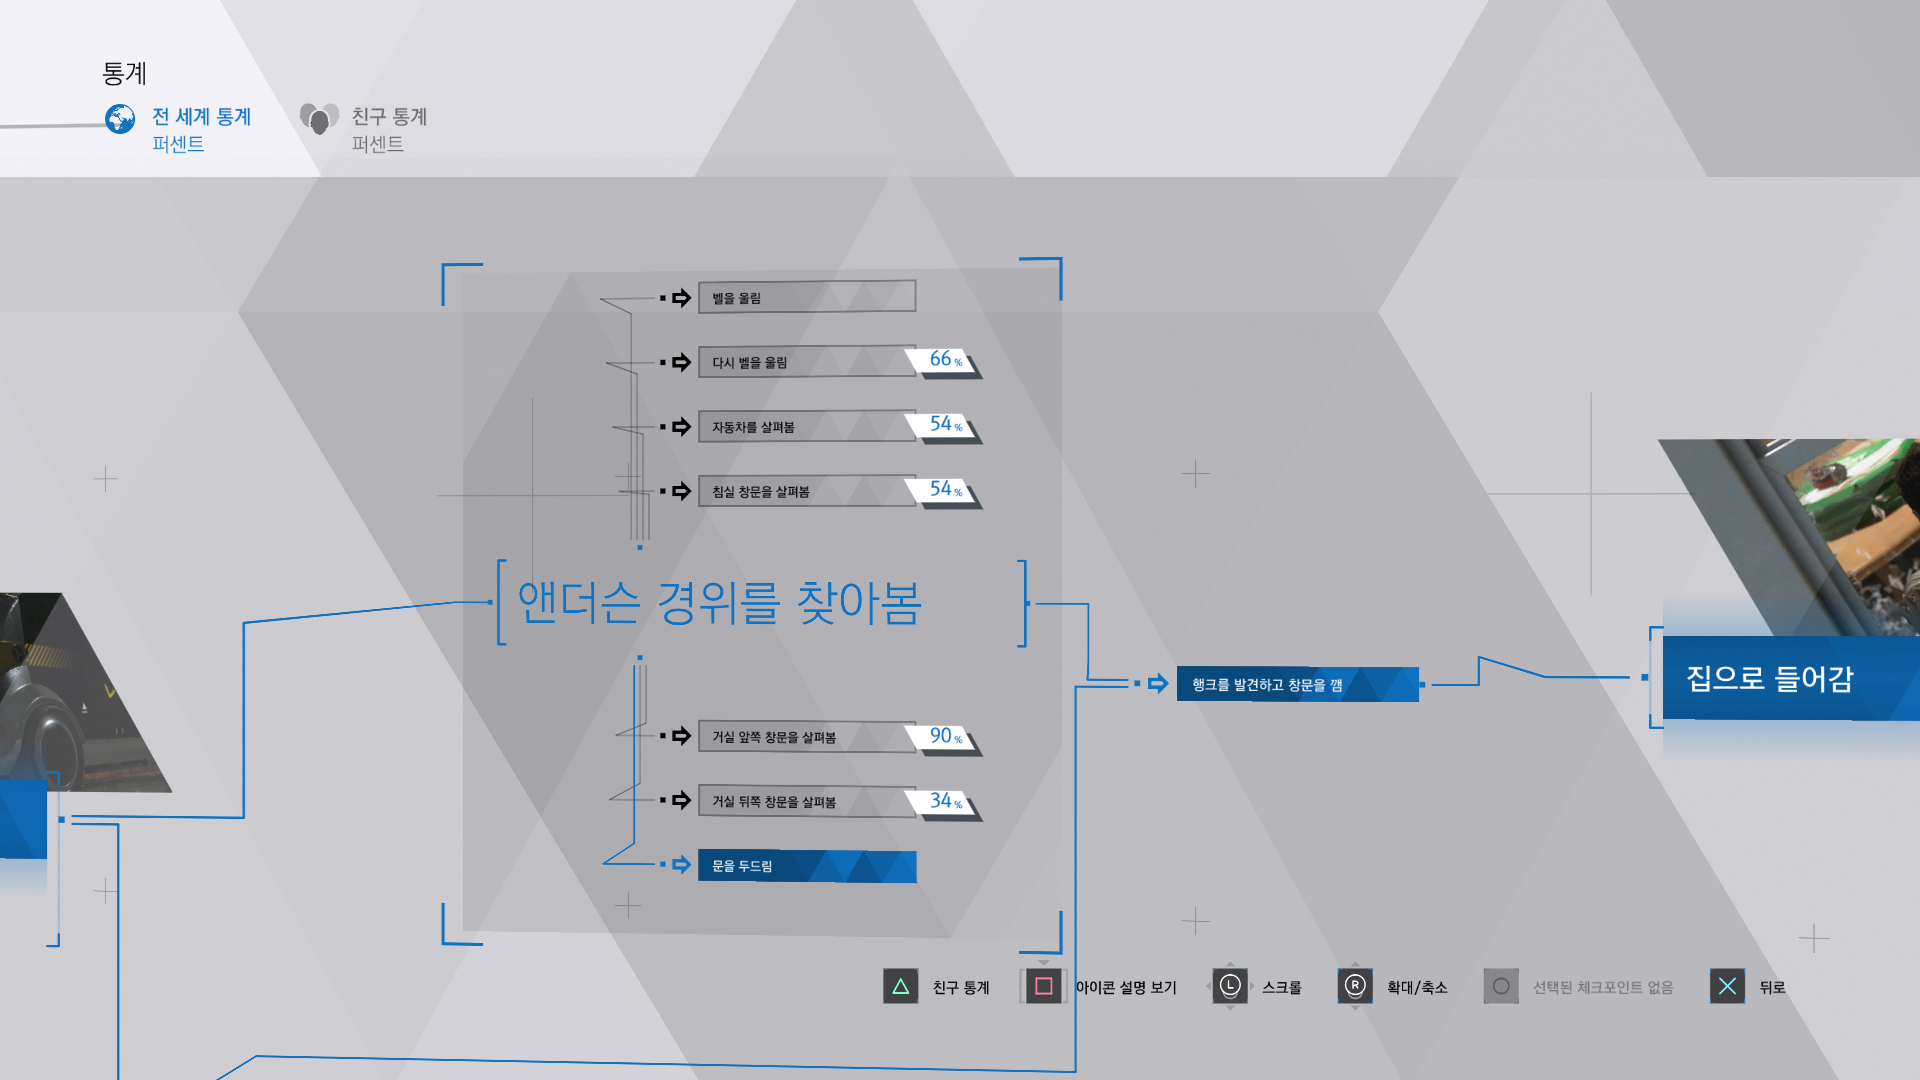 통계
전 세계 통계
퍼센트
친구 통계
퍼센트
벨을 울림
다시 벨을 울림
66%
자동차를 살펴봄
54%
침실 창문을 살펴봄
54%
앤더슨 경위를 찾아봄
행크를 발견하고 창문을 깸
집으로 들어감
거실 앞쪽 창문을 살펴봄
90%
거실 뒤쪽 창문을 살펴봄
34%
문을 두드림
친구 통계
아이콘 설명 보기
L
스크롤
R
확대/축소
선택된 체크포인트 없음
뒤로